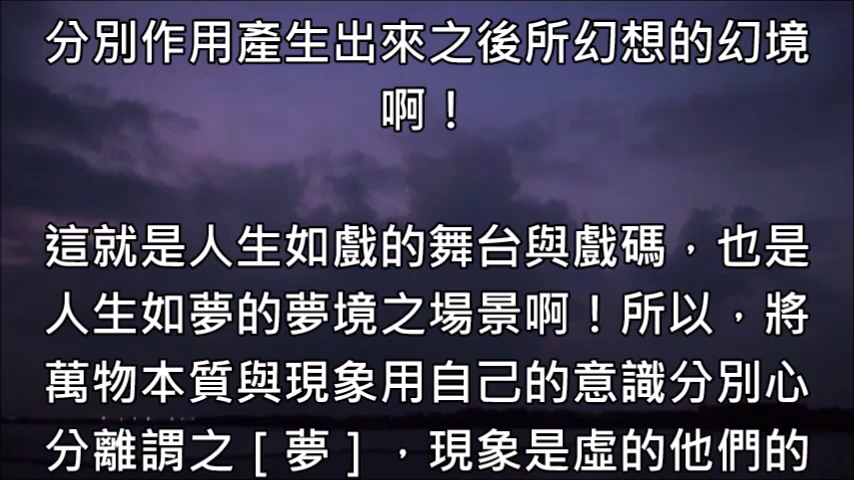 分別作用產生出來之後所幻想的幻境
啊！
這就是人生如戲的舞台與戲碼，也是
人生如夢的夢境之場景啊！所以，將
萬物本質與現象用自己的意識分別心
分離謂之［夢］，現象是虛的他們的